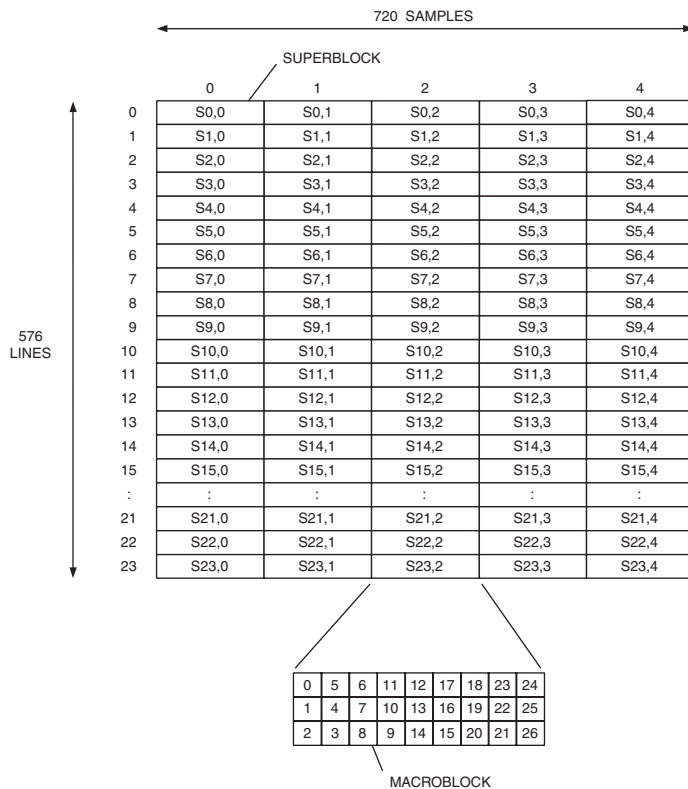 720 SAMPLES
SUPERBLOCK
0 1 2 3 4
0 S0,0 S0,1 S0,2 S0,3 S0,4
1 S1,0 S1,1 S1,2 S1,3 S1,4
2 S2,0 S2,1 S2,2 S2,3 S2,4
3 S3,0 S3,1 S3,2 S3,3 S3,4
4 S4,0 S4,1 S4,2 S4,3 S4,4
5 S5,0 S5,1 S5,2 S5,3 S5,4
6 S6,0 S6,1 S6,2 S6,3 S6,4
7 S7,0 S7,1 S7,2 S7,3 S7,4
8 S8,0 S8,1 S8,2 S8,3 S8,4
9 S9,0 S9,1 S9,2 S9,3 S9,4
576
LINES
10 S10,0 S10,1 S10,2 S10,3 S10,4
11 S11,0 S11,1 S11,2 S11,3 S11,4
12 S12,0 S12,1 S12,2 S12,3 S12,4
13 S13,0 S13,1 S13,2 S13,3 S13,4
14 S14,0 S14,1 S14,2 S14,3 S14,4
15 S15,0 S15,1 S15,2 S15,3 S15,4
: : : : : :
21 S21,0 S21,1 S21,2 S21,3 S21,4
22 S22,0 S22,1 S22,2 S22,3 S22,4
23 S23,0 S23,1 S23,2 S23,3 S23,4
0 5 6 11 12 17 18 23 24
1 4 7 10 13 16 19 22 25
2 3 8 9 14 15 20 21 26
MACROBLOCK